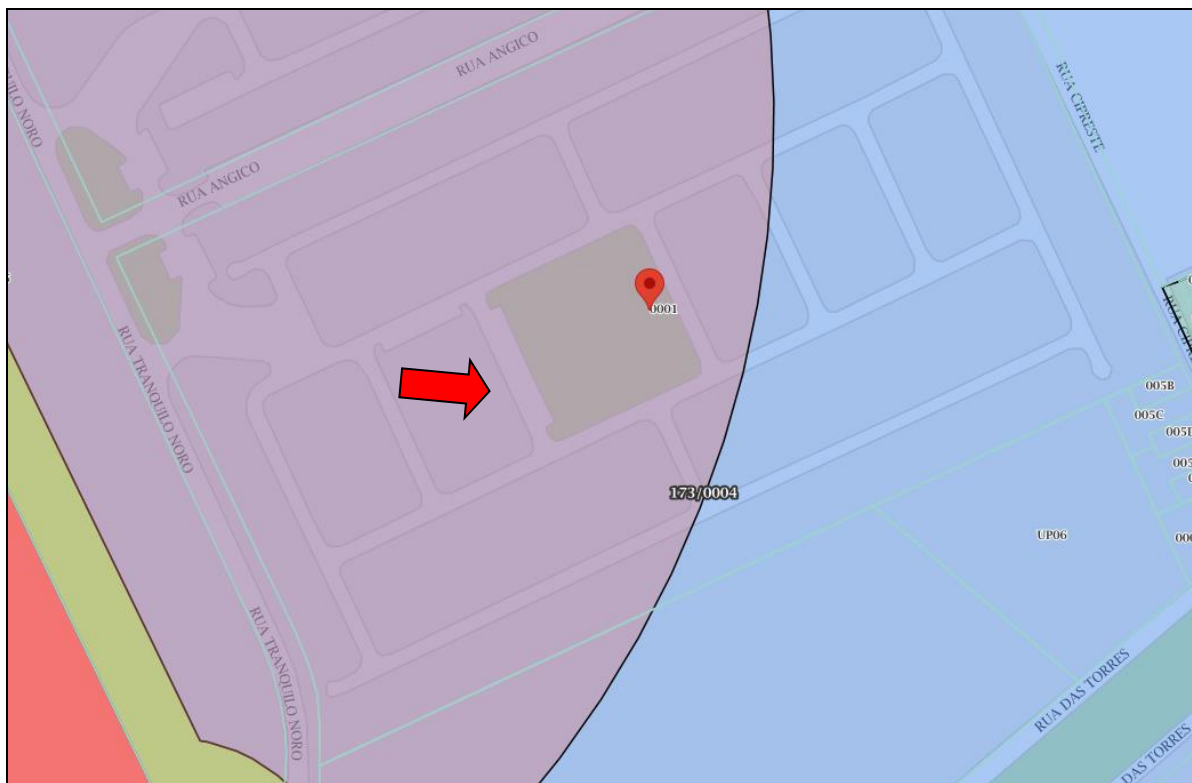 RUA ANGICO
RUA CIPRESTE
RUA ANGICO
0001
RUA TRANQUILO NORO
005B
005C
173/0004
UP06
RUA TRANQUILO NORO
RUA DAS TORRES
DAS TORRES